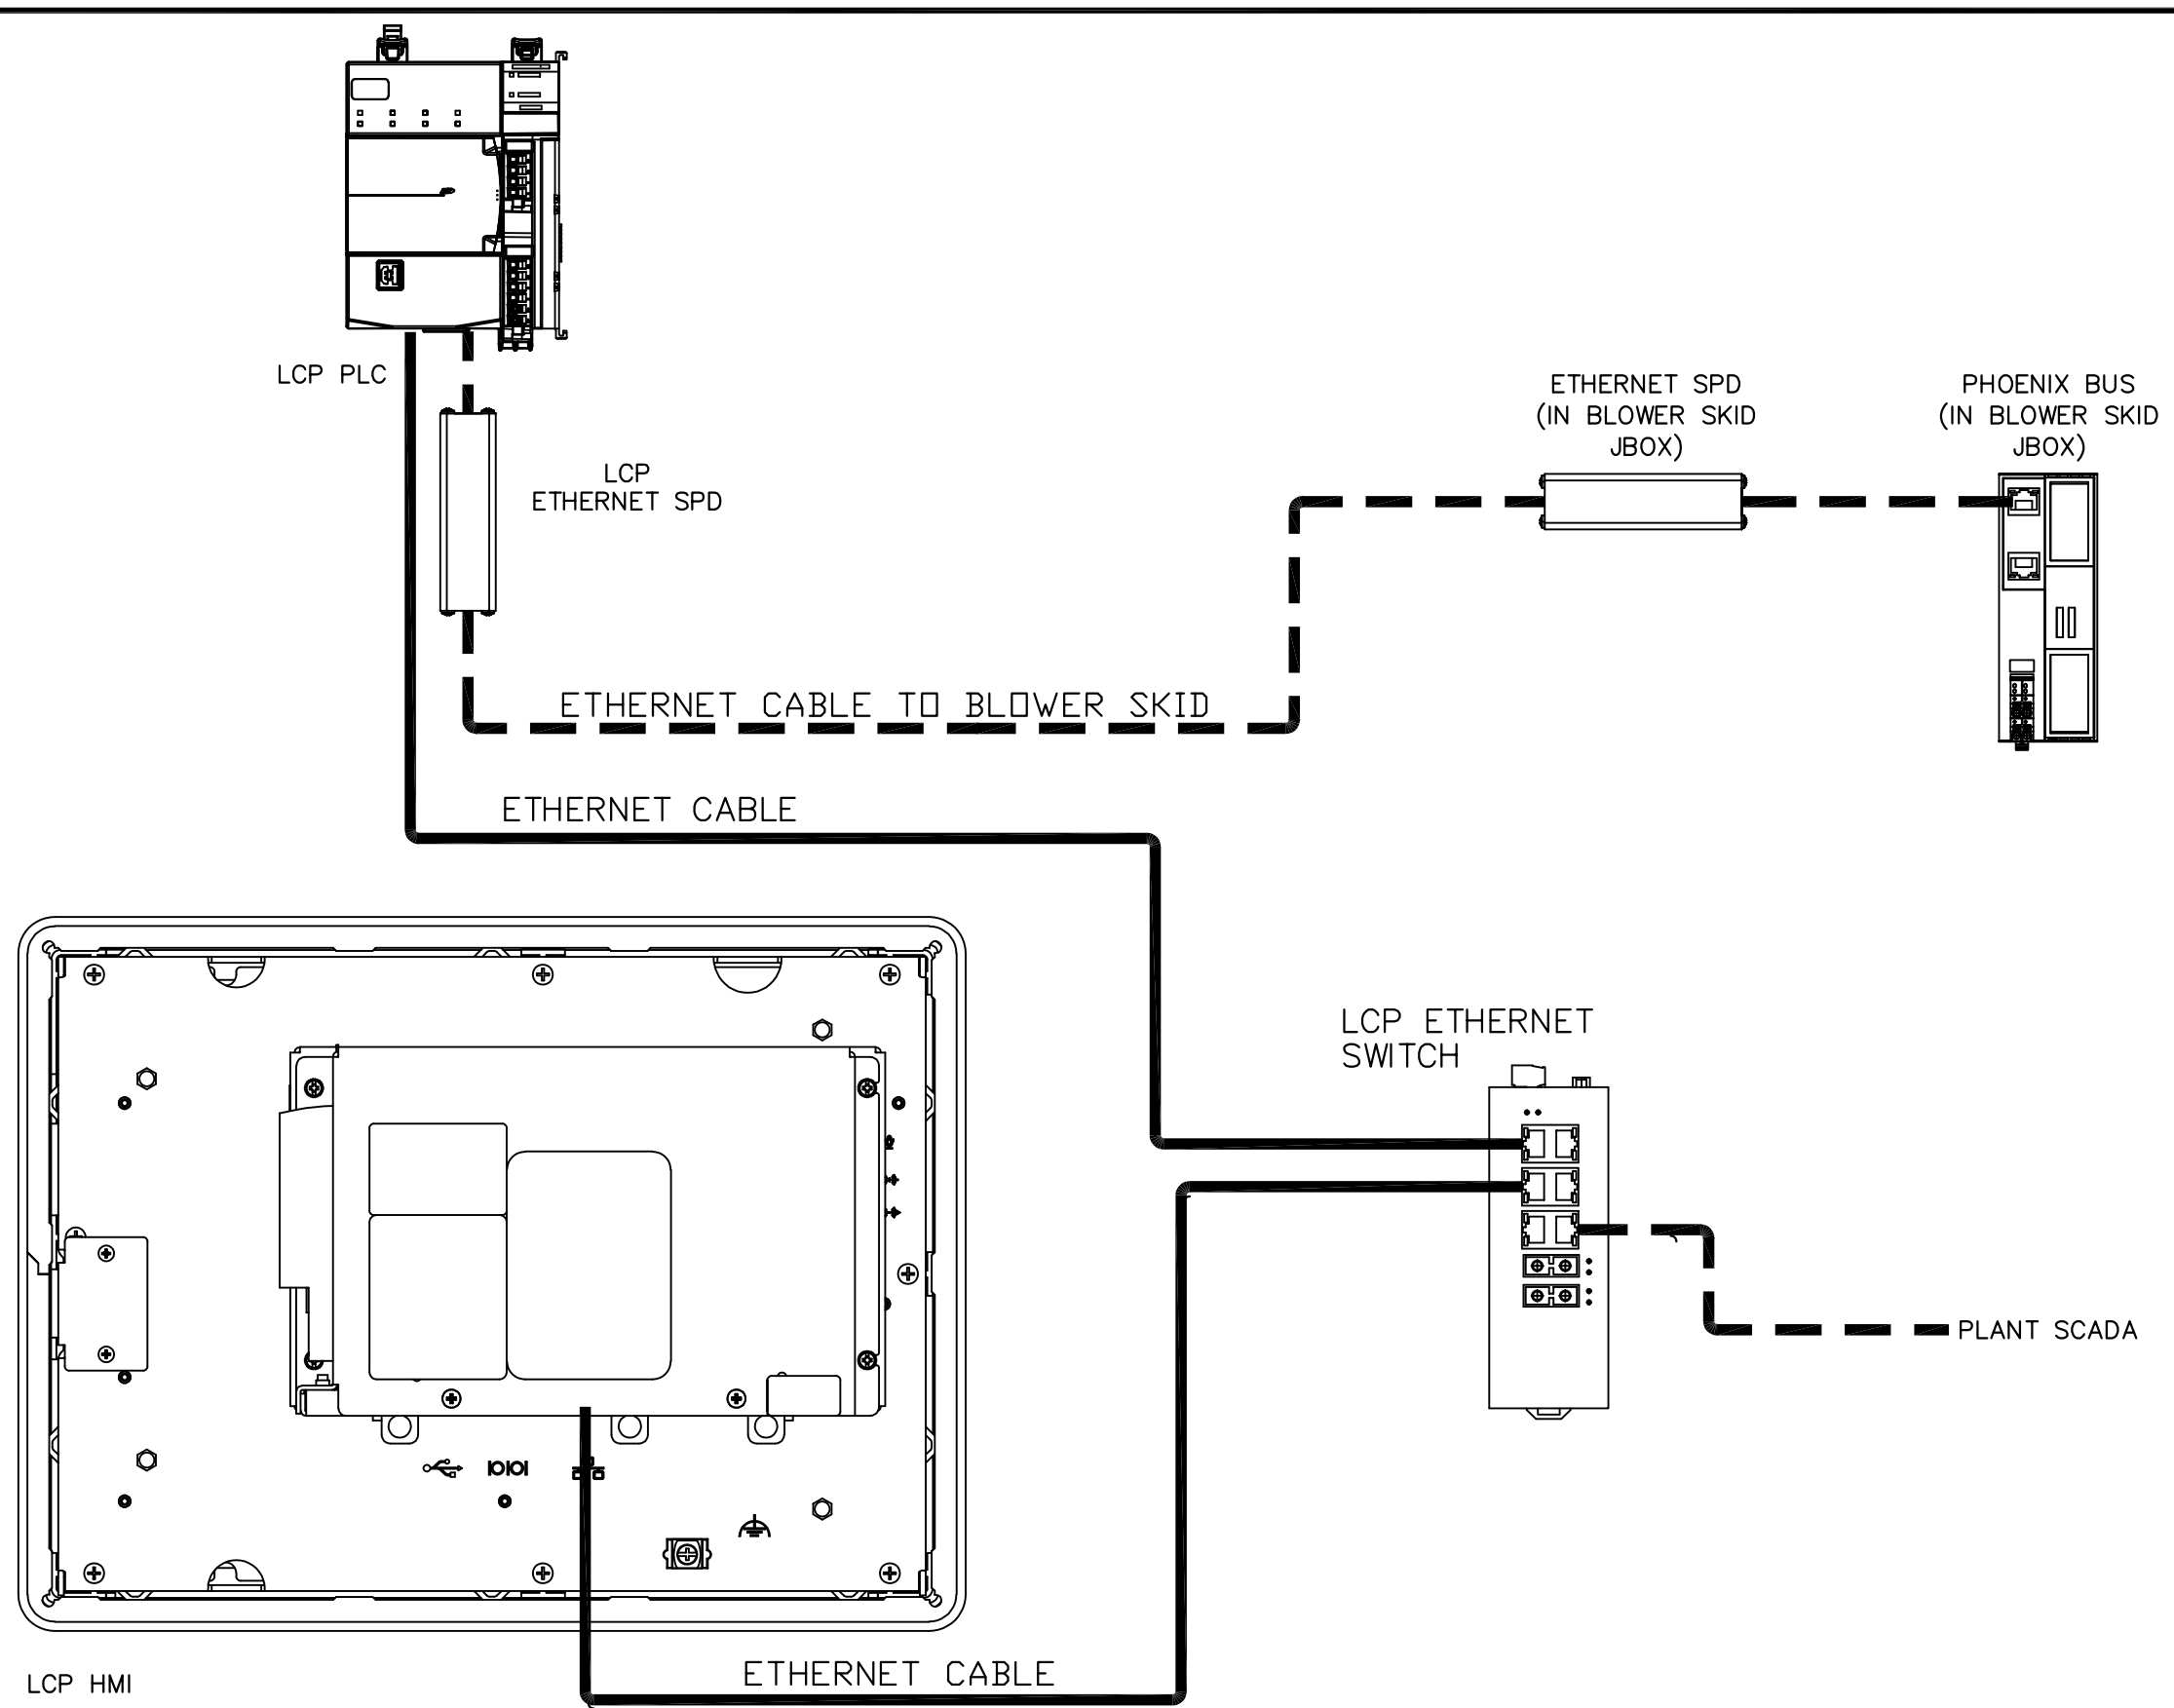 LCP PLC
ETHERNET SPD
(IN BLOWER SKID
JBOX)
PHOENIX BUS
(IN BLOWER SKID
JBOX)
LCP
ETHERNET SPD
ETHERNET CABLE TO BLOWER SKID
ETHERNET CABLE
LCP ETHERNET
SWITCH
PLANT SCADA
ETHERNET CABLE
LCP HMI